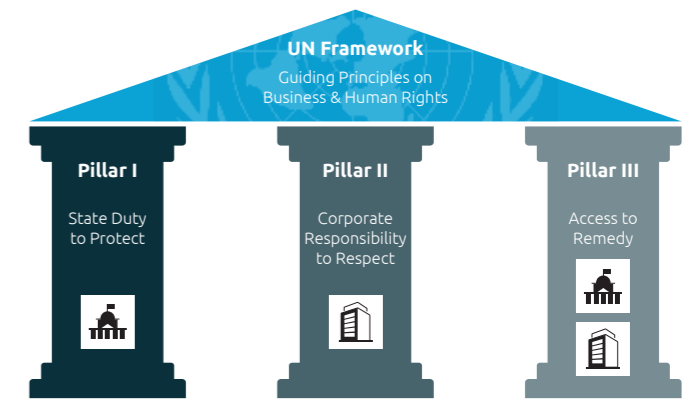 UN Framework
Guiding Principles on
Business & Human Rights
Pillar I
State Duty
to Protect
Pillar II
Corporate
Responsibility
to Respect
Pillar III
Access to
Remedy